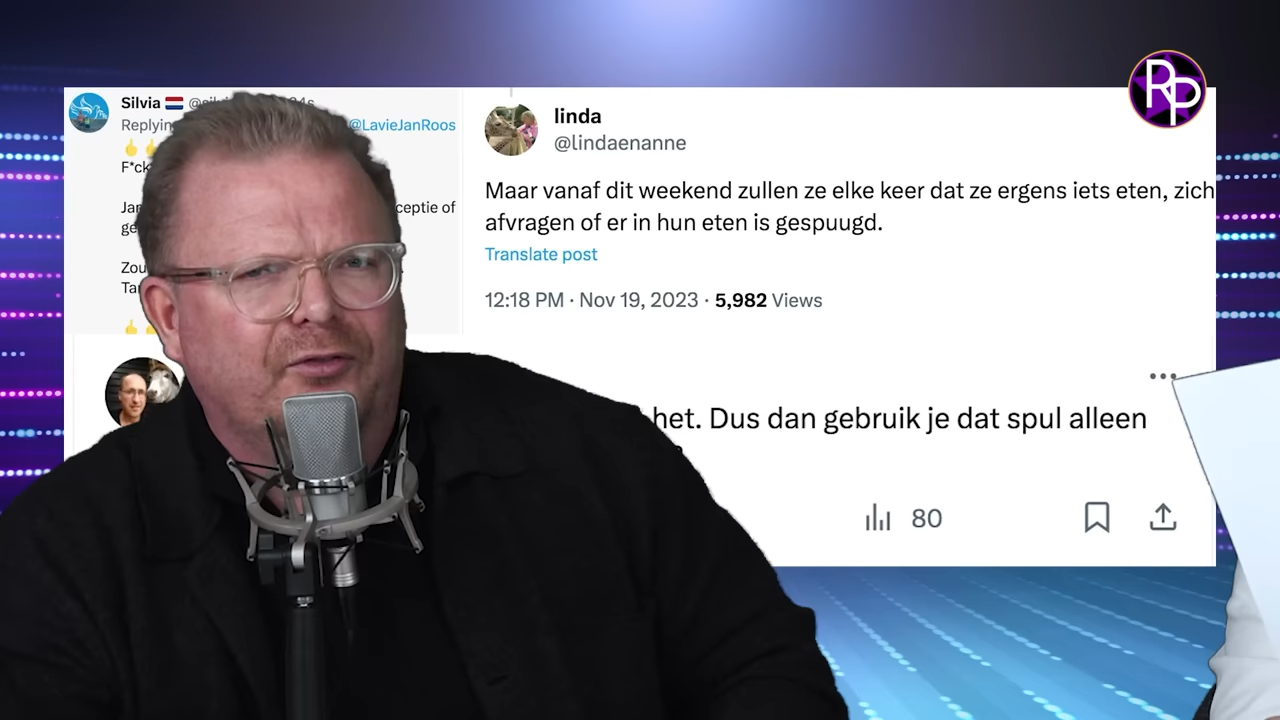 Silvia
Replying
@LavieJanRoos
F*ck
ceptie of
linda
@lindaenanne
Maar vanaf dit weekend zullen ze elke keer dat ze ergens iets eten, zich
afvragen of er in hun eten is gespuugd.
Translate post
12:18 PM · Nov 19, 2023 · 5,982 Views
het. Dus dan gebruik je dat spul alleen
80
RP